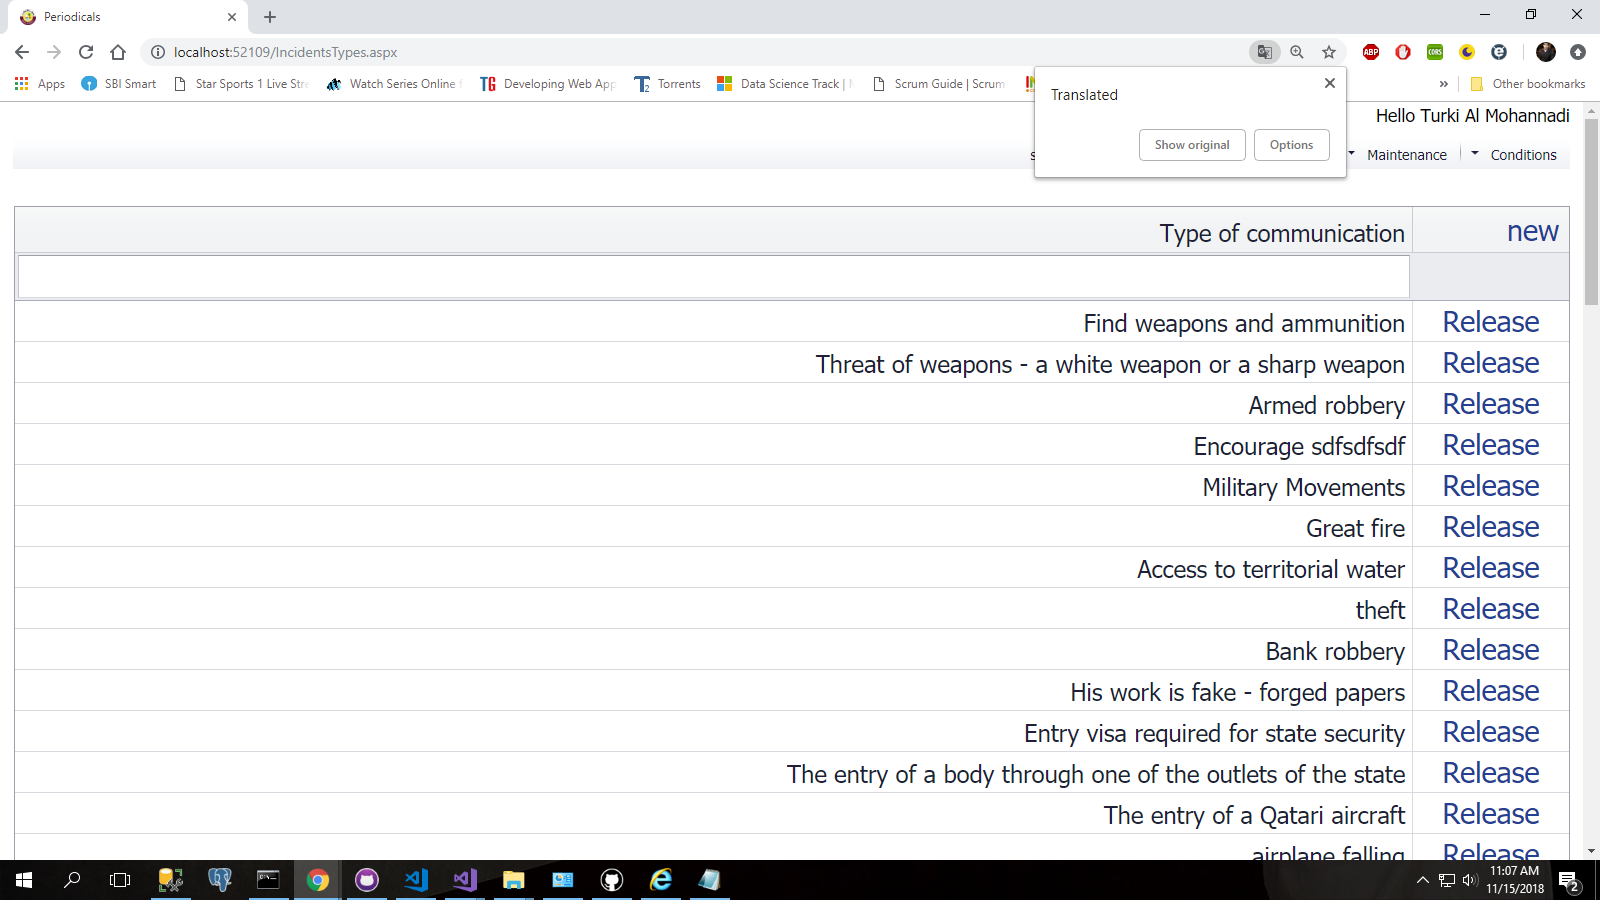 Periodicals
localhost:52109/IncidentsTypes.aspx
ABP
CORS
Apps
SBI Smart
Star Sports 1 Live Stre
Watch Series Online f
TG
Developing Web App
T2
Torrents
Data Science Track |
Scrum Guide | Scrum
»
Other bookmarks
Translated
Show original
Options
Hello Turki Al Mohannadi
Maintenance
Conditions
Type of communication
new
Find weapons and ammunition
Release
Threat of weapons - a white weapon or a sharp weapon
Release
Armed robbery
Release
Encourage sdfsdfsdf
Release
Military Movements
Release
Great fire
Release
Access to territorial water
Release
theft
Release
Bank robbery
Release
His work is fake - forged papers
Release
Entry visa required for state security
Release
The entry of a body through one of the outlets of the state
Release
The entry of a Qatari aircraft
Release
airplane falling
Release
11:07 AM
11/15/2018
2